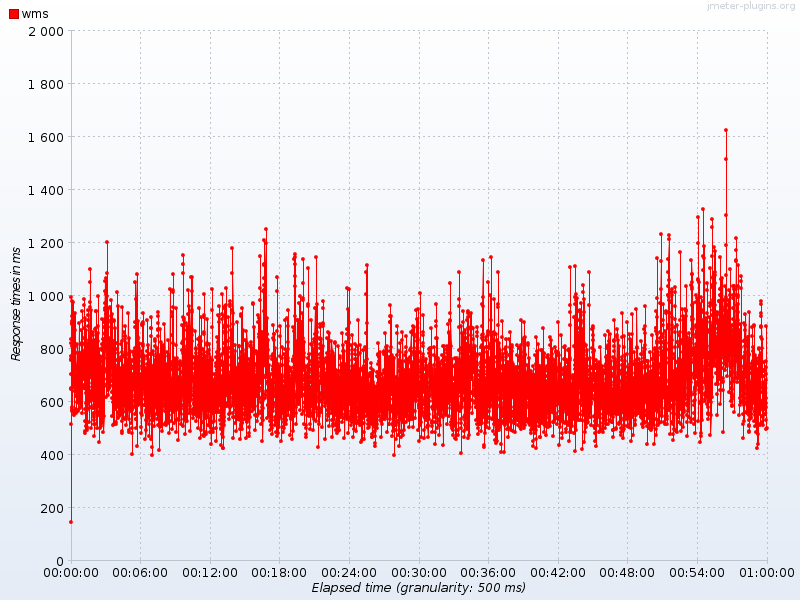 jmeter-plugins.org
wms
2 000
1 800
1 600
1 400
1 200
1 000
800
600
400
200
0
00:00:00 00:06:00 00:12:00 00:18:00 00:24:00 00:30:00 00:36:00 00:42:00 00:48:00 00:54:00 01:00:00
Response times in ms
Elapsed time (granularity: 500 ms)